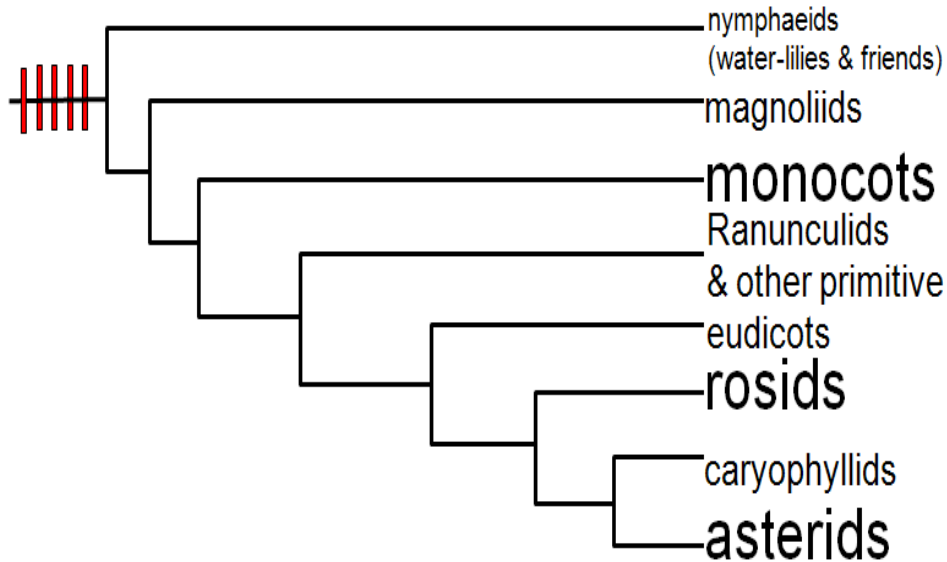 nymphaeids
(water-lilies & friends)
magnoliids
monocots
Ranunculids
& other primitive
eudicots
rosids
caryophyllids
asterids